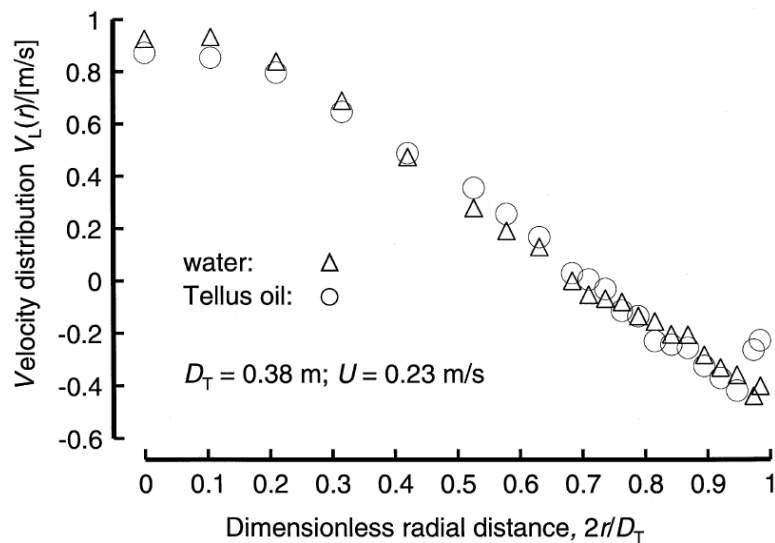 Velocity distribution V_L(r)/[m/s]
1
0.8
0.6
0.4
0.2
0
-0.2
-0.4
-0.6
water: △
Tellus oil: ○
D_T = 0.38 m; U = 0.23 m/s
0 0.1 0.2 0.3 0.4 0.5 0.6 0.7 0.8 0.9 1
Dimensionless radial distance, 2r/D_T